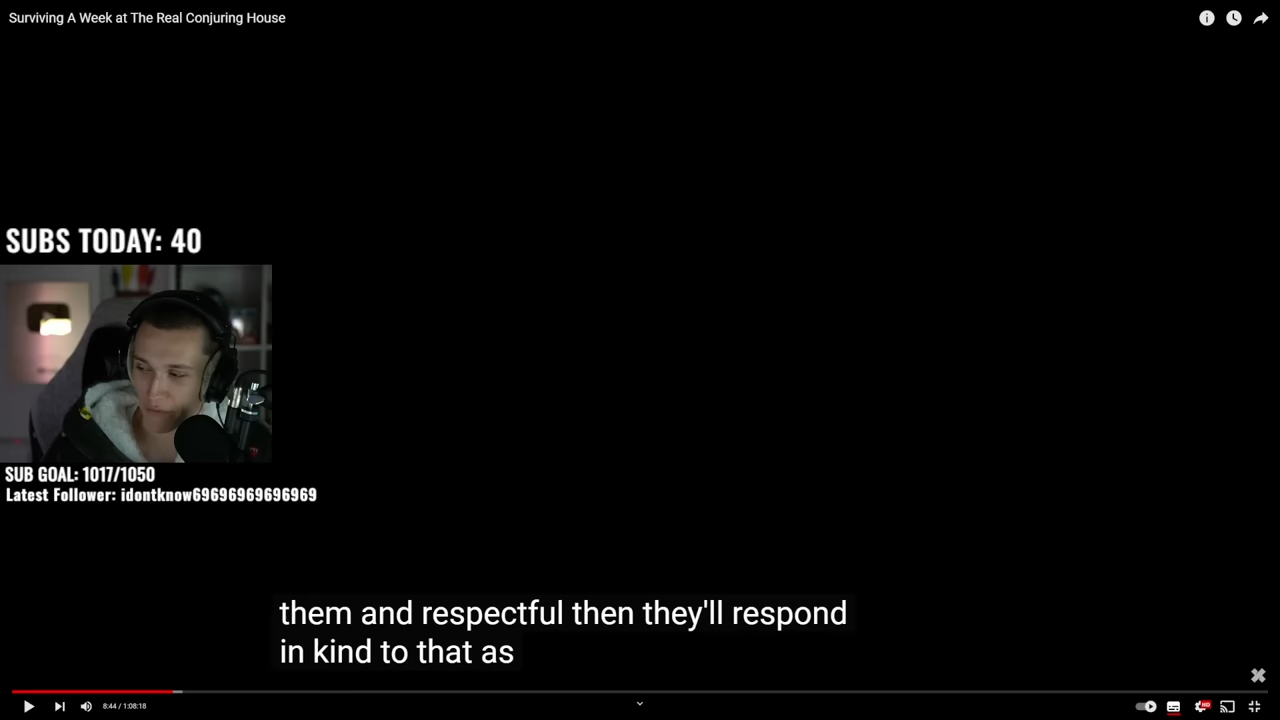 Surviving A Week at The Real Conjuring House
SUBS TODAY: 40
SUB GOAL: 1017/1050
Latest Follower: idontknow69696969696969
them and respectful then they'll respond
in kind to that as
8:44 / 1:08:18
HD